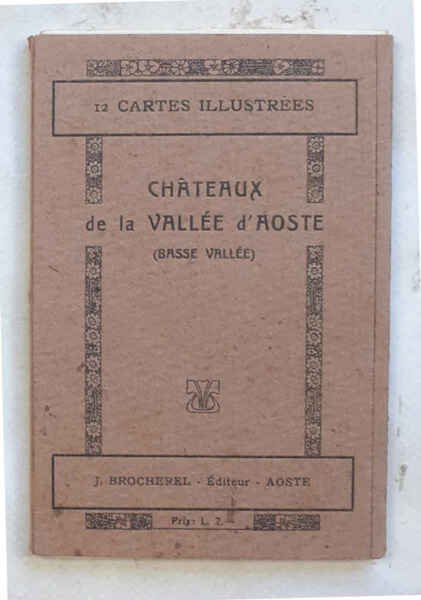 12 CARTES ILLUSTRÉES
CHÂTEAUX
de la VALLÉE d'AOSTE
(BASSE VALLÉE)
J. BROCHEREL - Éditeur - AOSTE
Prix: L. 2.—